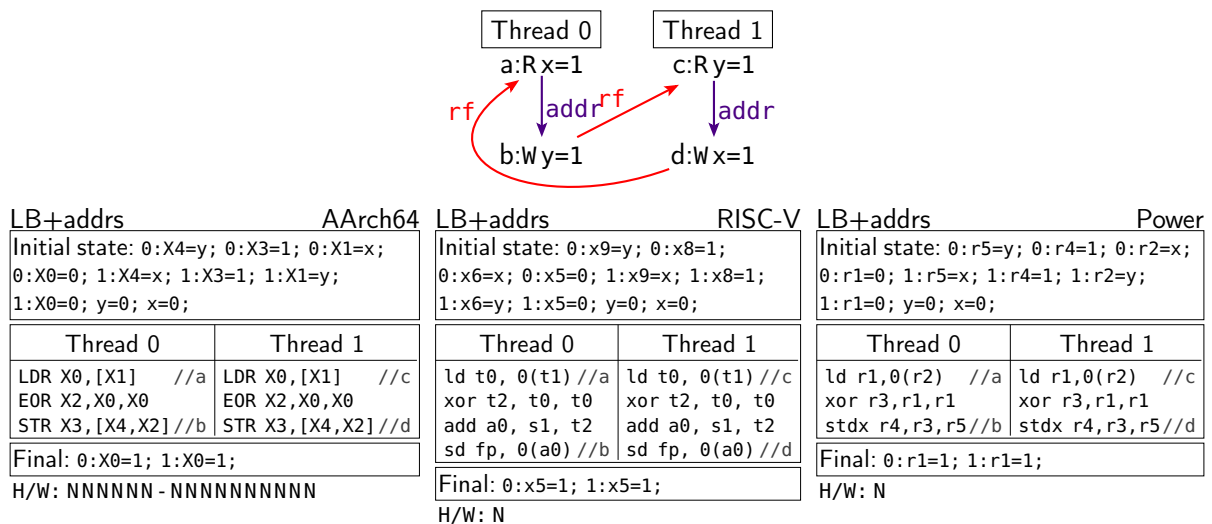 Thread 0 Thread 1
a:R x=1 c:R y=1
rf addr rf addr
b:W y=1 d:W x=1
LB+addrs AArch64
Initial state: 0:X4=y; 0:X3=1; 0:X1=x;
0:X0=0; 1:X4=x; 1:X3=1; 1:X1=y;
1:X0=0; y=0; x=0;
Thread 0 Thread 1
LDR X0,[X1] //a LDR X0,[X1] //c
EOR X2,X0,X0 EOR X2,X0,X0
STR X3,[X4,X2]//b STR X3,[X4,X2]//d
Final: 0:X0=1; 1:X0=1;
H/W: NNNNNN-NNNNNNNNNN
LB+addrs RISC-V
Initial state: 0:x9=y; 0:x8=1;
0:x6=x; 0:x5=0; 1:x9=x; 1:x8=1;
1:x6=y; 1:x5=0; y=0; x=0;
Thread 0 Thread 1
ld t0, 0(t1)//a ld t0, 0(t1)//c
xor t2, t0, t0 xor t2, t0, t0
add a0, s1, t2 add a0, s1, t2
sd fp, 0(a0)//b sd fp, 0(a0)//d
Final: 0:x5=1; 1:x5=1;
H/W: N
LB+addrs Power
Initial state: 0:r5=y; 0:r4=1; 0:r2=x;
0:r1=0; 1:r5=x; 1:r4=1; 1:r2=y;
1:r1=0; y=0; x=0;
Thread 0 Thread 1
ld r1,0(r2) //a ld r1,0(r2) //c
xor r3,r1,r1 xor r3,r1,r1
stdx r4,r3,r5//b stdx r4,r3,r5//d
Final: 0:r1=1; 1:r1=1;
H/W: N